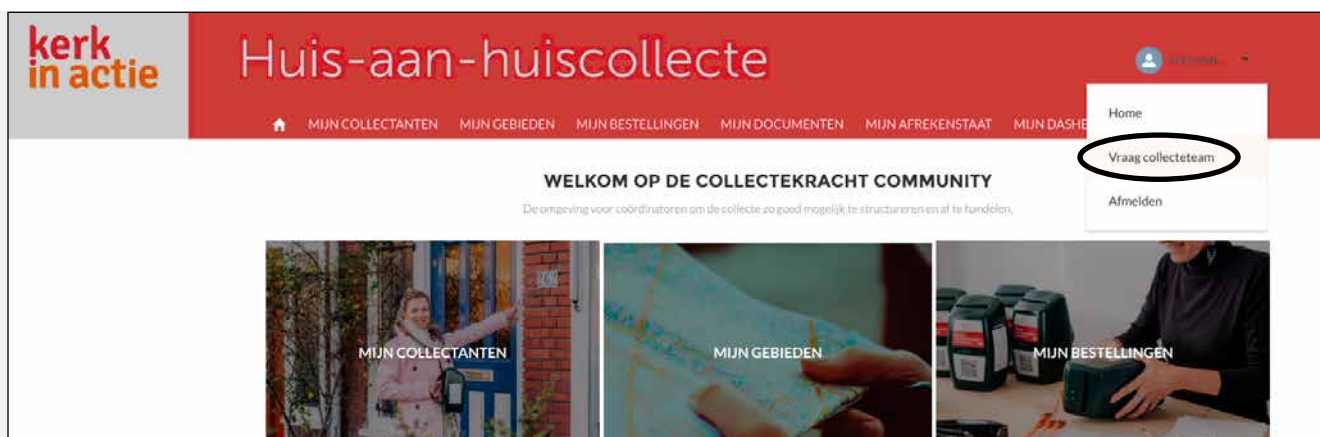 kerk
in actie
Huis-aan-huiscollecte
MIJN COLLECTANTEN MIJN GEBIEDEN MIJN BESTELLINGEN MIJN DOCUMENTEN MIJN AFREKENSTAAT MIJN DASHB
Home
Vraag collecteteam
Afmelden
WELKOM OP DE COLLECTEKRACHT COMMUNITY
De omgeving voor coördinatoren om de collecte zo goed mogelijk te structureren en af te handelen.
MIJN COLLECTANTEN
MIJN GEBIEDEN
MIJN BESTELLINGEN